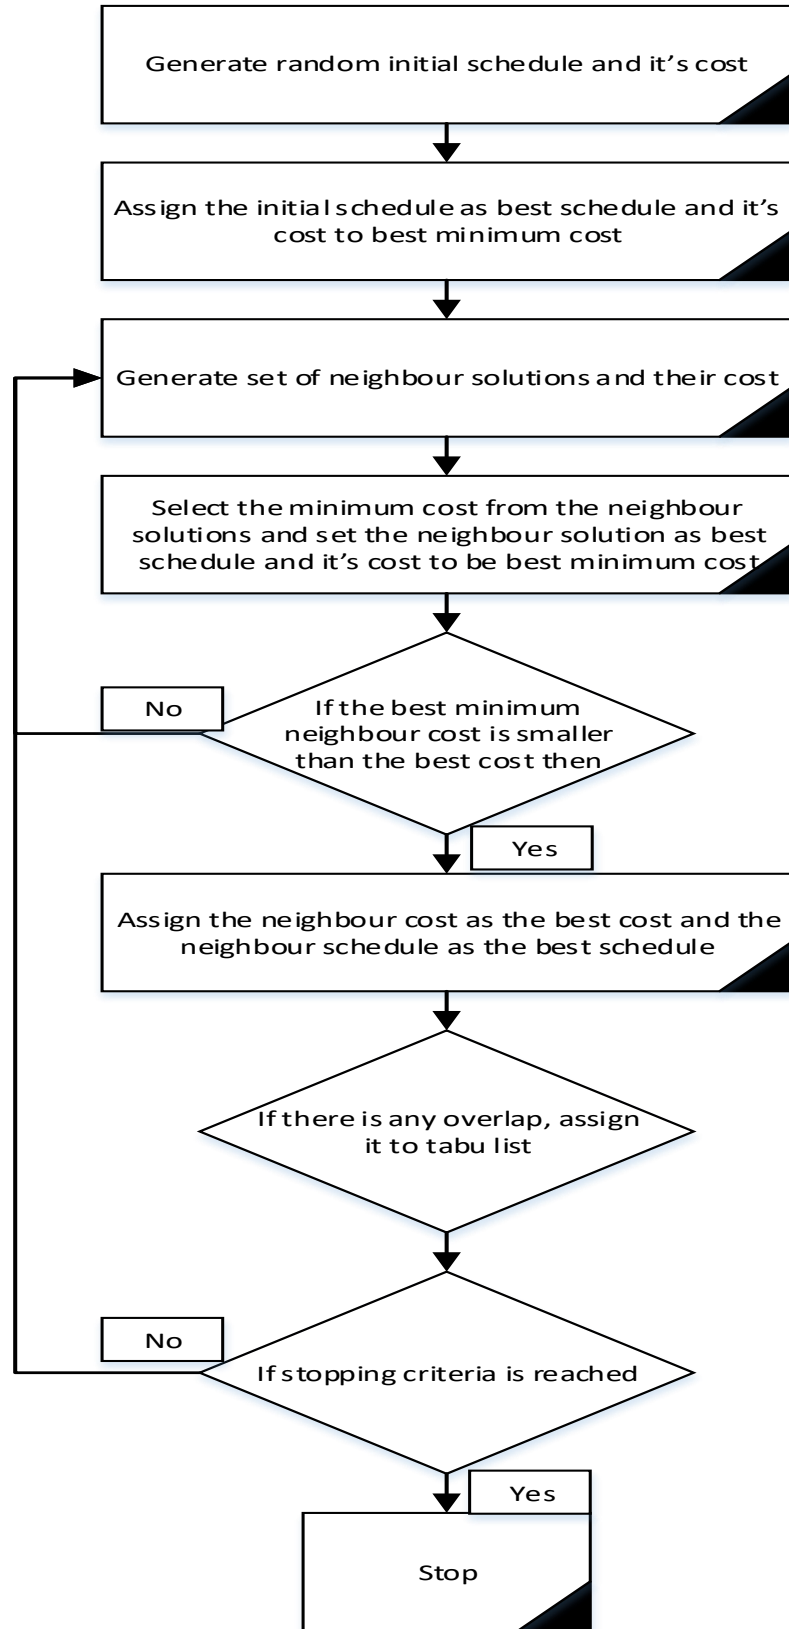 Generate random initial schedule and it's cost
Assign the initial schedule as best schedule and it's
cost to best minimum cost
Generate set of neighbour solutions and their cost
Select the minimum cost from the neighbour
solutions and set the neighbour solution as best
schedule and it's cost to be best minimum cost
No
If the best minimum
neighbour cost is smaller
than the best cost then
Yes
Assign the neighbour cost as the best cost and the
neighbour schedule as the best schedule
If there is any overlap, assign
it to tabu list
No
If stopping criteria is reached
Yes
Stop